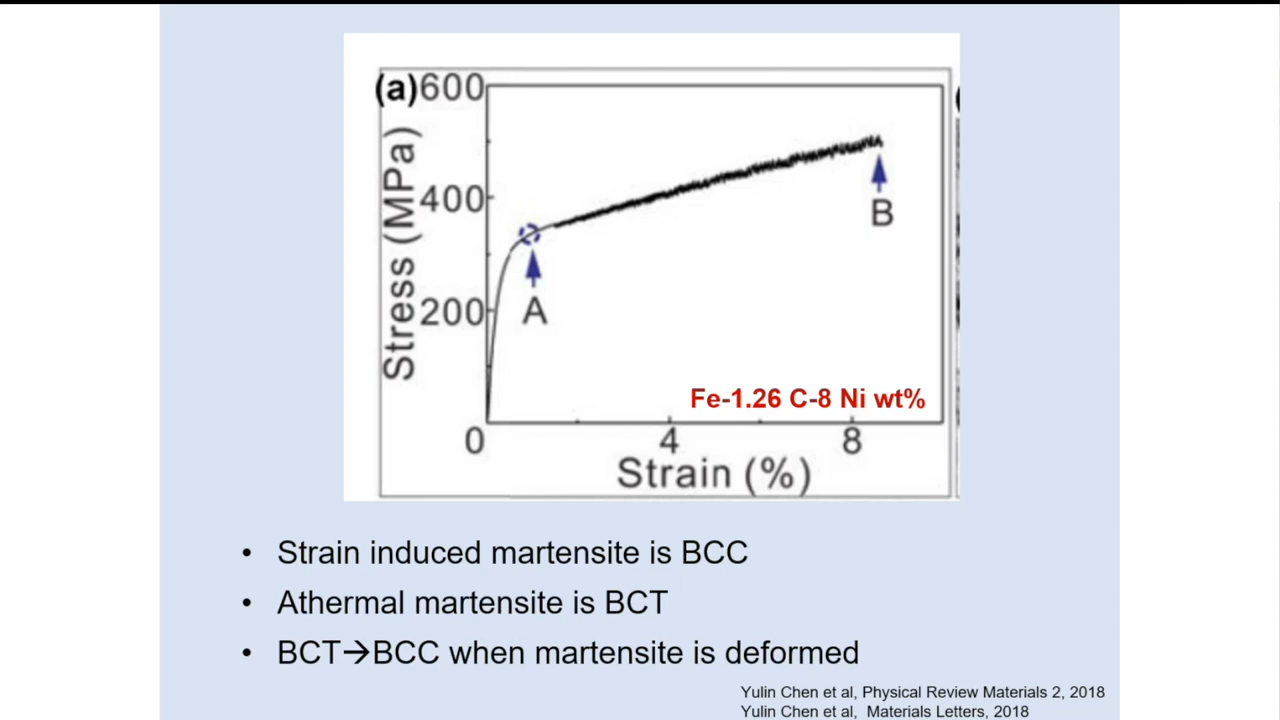 (a)
600
400
200
0
4
8
Stress (MPa)
Strain (%)
A
B
Fe-1.26 C-8 Ni wt%
• Strain induced martensite is BCC
• Athermal martensite is BCT
• BCT→BCC when martensite is deformed
Yulin Chen et al, Physical Review Materials 2, 2018
Yulin Chen et al, Materials Letters, 2018